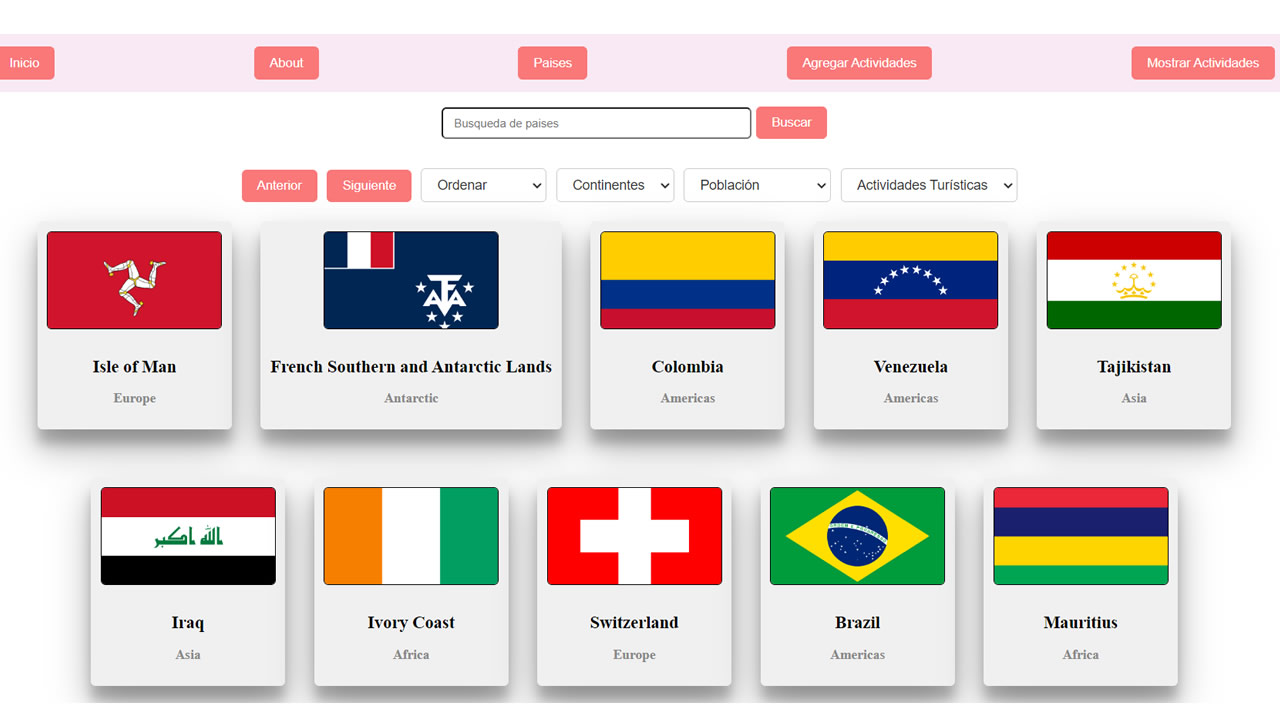 Inicio
About
Paises
Agregar Actividades
Mostrar Actividades
Busqueda de paises
Buscar
Anterior
Siguiente
Ordenar
Continentes
Población
Actividades Turísticas
Isle of Man
Europe
French Southern and Antarctic Lands
Antarctic
Colombia
Americas
Venezuela
Americas
Tajikistan
Asia
الله اكبر
Iraq
Asia
Ivory Coast
Africa
Switzerland
Europe
Brazil
Americas
Mauritius
Africa